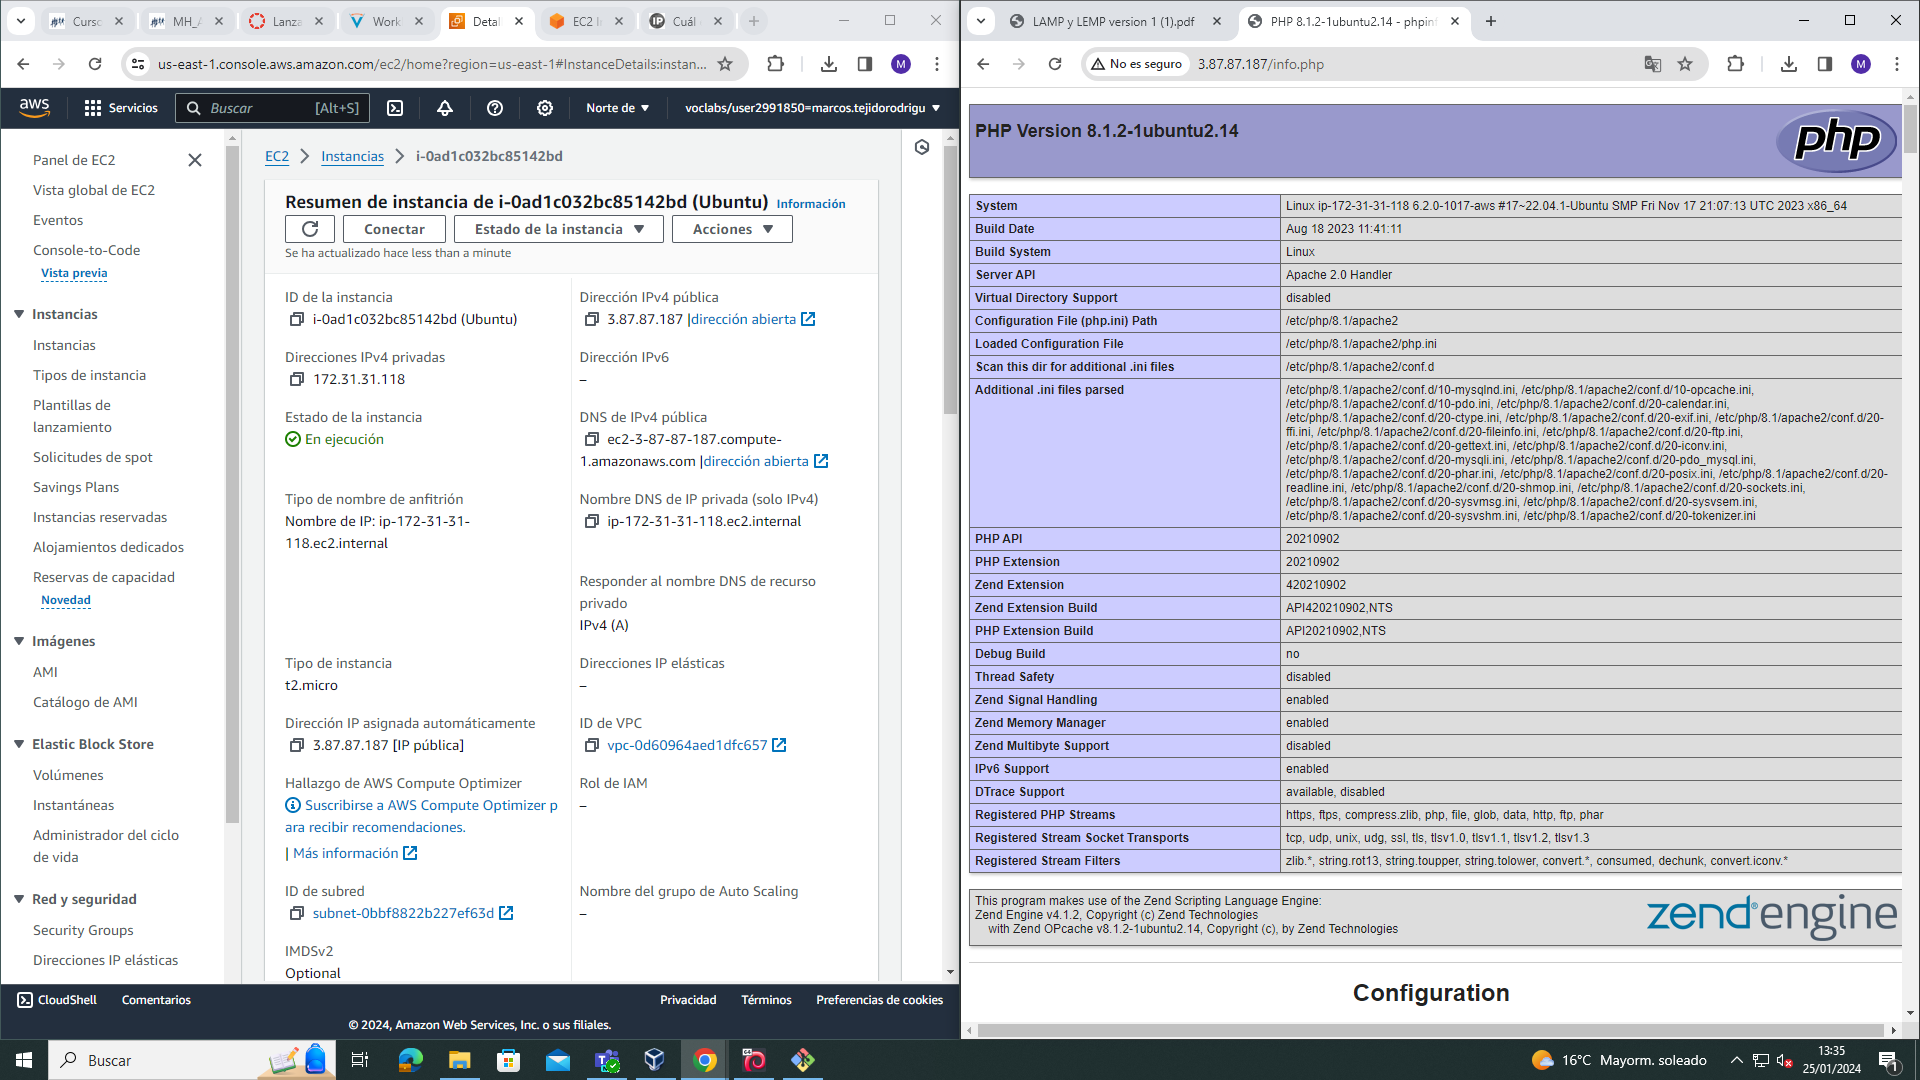 Curso
MH_A
Lanza
Work
Detal
EC2 In
Cuál
us-east-1.console.aws.amazon.com/ec2/home?region=us-east-1#InstanceDetails:instan...
M
aws
Servicios
Buscar
[Alt+S]
Norte de
voclabs/user2991850=marcos.tejidorodrigu
Panel de EC2
Vista global de EC2
Eventos
Console-to-Code
Vista previa
Instancias
Instancias
Tipos de instancia
Plantillas de
lanzamiento
Solicitudes de spot
Savings Plans
Instancias reservadas
Alojamientos dedicados
Reservas de capacidad
Novedad
Imágenes
AMI
Catálogo de AMI
Elastic Block Store
Volúmenes
Instantáneas
Administrador del ciclo
de vida
Red y seguridad
Security Groups
Direcciones IP elásticas
EC2
Instancias
i-0ad1c032bc85142bd
Resumen de instancia de i-0ad1c032bc85142bd (Ubuntu) Información
Conectar
Estado de la instancia
Acciones
Se ha actualizado hace less than a minute
ID de la instancia
i-0ad1c032bc85142bd (Ubuntu)
Dirección IPv4 pública
3.87.87.187 |dirección abierta
Direcciones IPv4 privadas
172.31.31.118
Dirección IPv6
–
Estado de la instancia
En ejecución
DNS de IPv4 pública
ec2-3-87-87-187.compute-
1.amazonaws.com |dirección abierta
Tipo de nombre de anfitrión
Nombre de IP: ip-172-31-31-
118.ec2.internal
Nombre DNS de IP privada (solo IPv4)
ip-172-31-31-118.ec2.internal
Responder al nombre DNS de recurso
privado
IPv4 (A)
Tipo de instancia
t2.micro
Direcciones IP elásticas
–
Dirección IP asignada automáticamente
3.87.87.187 [IP pública]
ID de VPC
vpc-0d60964aed1dfc657
Hallazgo de AWS Compute Optimizer
Suscribirse a AWS Compute Optimizer p
ara recibir recomendaciones.
| Más información
Rol de IAM
–
ID de subred
subnet-0bbf8822b227ef63d
Nombre del grupo de Auto Scaling
–
IMDSv2
Optional
CloudShell
Comentarios
Privacidad
Términos
Preferencias de cookies
© 2024, Amazon Web Services, Inc. o sus filiales.
LAMP y LEMP version 1 (1).pdf
PHP 8.1.2-1ubuntu2.14 - phpinf
No es seguro
3.87.87.187/info.php
M
PHP Version 8.1.2-1ubuntu2.14
php
System Linux ip-172-31-31-118 6.2.0-1017-aws #17~22.04.1-Ubuntu SMP Fri Nov 17 21:07:13 UTC 2023 x86_64
Build Date Aug 18 2023 11:41:11
Build System Linux
Server API Apache 2.0 Handler
Virtual Directory Support disabled
Configuration File (php.ini) Path /etc/php/8.1/apache2
Loaded Configuration File /etc/php/8.1/apache2/php.ini
Scan this dir for additional .ini files /etc/php/8.1/apache2/conf.d
Additional .ini files parsed /etc/php/8.1/apache2/conf.d/10-mysqlnd.ini, /etc/php/8.1/apache2/conf.d/10-opcache.ini,
/etc/php/8.1/apache2/conf.d/10-pdo.ini, /etc/php/8.1/apache2/conf.d/20-calendar.ini,
/etc/php/8.1/apache2/conf.d/20-ctype.ini, /etc/php/8.1/apache2/conf.d/20-exif.ini, /etc/php/8.1/apache2/conf.d/20-
ffi.ini, /etc/php/8.1/apache2/conf.d/20-fileinfo.ini, /etc/php/8.1/apache2/conf.d/20-ftp.ini,
/etc/php/8.1/apache2/conf.d/20-gettext.ini, /etc/php/8.1/apache2/conf.d/20-iconv.ini,
/etc/php/8.1/apache2/conf.d/20-mysqli.ini, /etc/php/8.1/apache2/conf.d/20-pdo_mysql.ini,
/etc/php/8.1/apache2/conf.d/20-phar.ini, /etc/php/8.1/apache2/conf.d/20-posix.ini, /etc/php/8.1/apache2/conf.d/20-
readline.ini, /etc/php/8.1/apache2/conf.d/20-shmop.ini, /etc/php/8.1/apache2/conf.d/20-sockets.ini,
/etc/php/8.1/apache2/conf.d/20-sysvmsg.ini, /etc/php/8.1/apache2/conf.d/20-sysvsem.ini,
/etc/php/8.1/apache2/conf.d/20-sysvshm.ini, /etc/php/8.1/apache2/conf.d/20-tokenizer.ini
PHP API 20210902
PHP Extension 20210902
Zend Extension 420210902
Zend Extension Build API420210902,NTS
PHP Extension Build API20210902,NTS
Debug Build no
Thread Safety disabled
Zend Signal Handling enabled
Zend Memory Manager enabled
Zend Multibyte Support disabled
IPv6 Support enabled
DTrace Support available, disabled
Registered PHP Streams https, ftps, compress.zlib, php, file, glob, data, http, ftp, phar
Registered Stream Socket Transports tcp, udp, unix, udg, ssl, tls, tlsv1.0, tlsv1.1, tlsv1.2, tlsv1.3
Registered Stream Filters zlib.*, string.rot13, string.toupper, string.tolower, convert.*, consumed, dechunk, convert.iconv.*
This program makes use of the Zend Scripting Language Engine:
Zend Engine v4.1.2, Copyright (c) Zend Technologies
with Zend OPcache v8.1.2-1ubuntu2.14, Copyright (c), by Zend Technologies
zend®engine
Configuration
Buscar
16°C Mayorm. soleado
13:35
25/01/2024
1